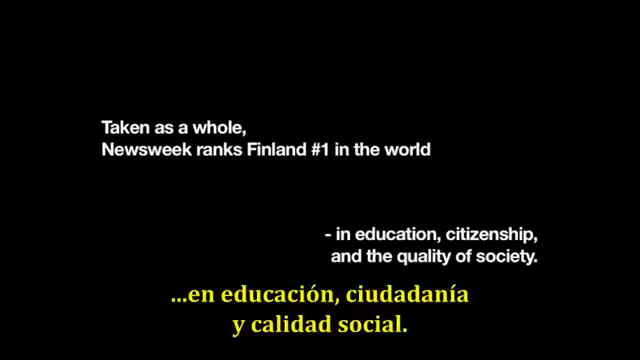 Taken as a whole,
Newsweek ranks Finland #1 in the world
- in education, citizenship,
and the quality of society.
...en educación, ciudadanía
y calidad social.